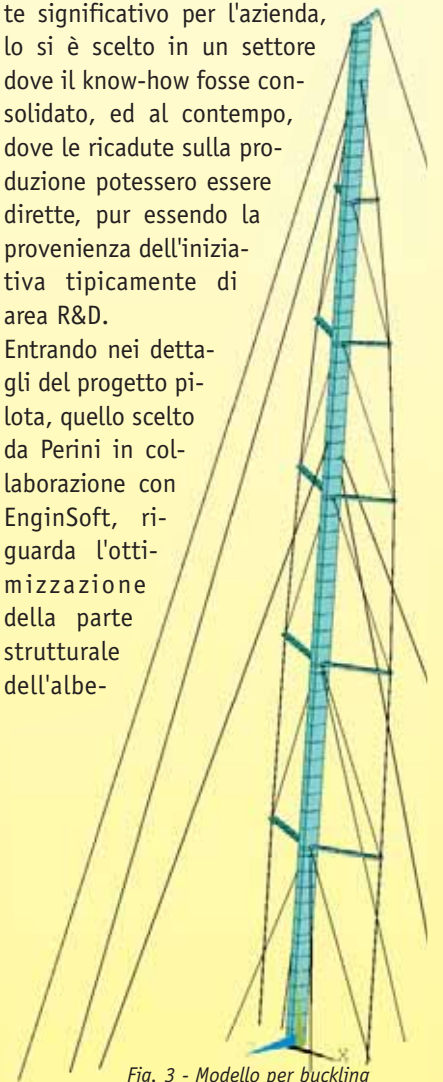 te significativo per l'azienda,
lo si è scelto in un settore
dove il know-how fosse con-
solidato, ed al contempo,
dove le ricadute sulla pro-
duzione potessero essere
dirette, pur essendo la
provenienza dell'inizia-
tiva tipicamente di
area R&D.
Entrando nei detta-
gli del progetto pi-
lota, quello scelto
da Perini in col-
laborazione con
EnginSoft, ri-
guarda l'otti-
mizzazione
della parte
strutturale
dell'albe-
X
Fig. 3 - Modello per buckling